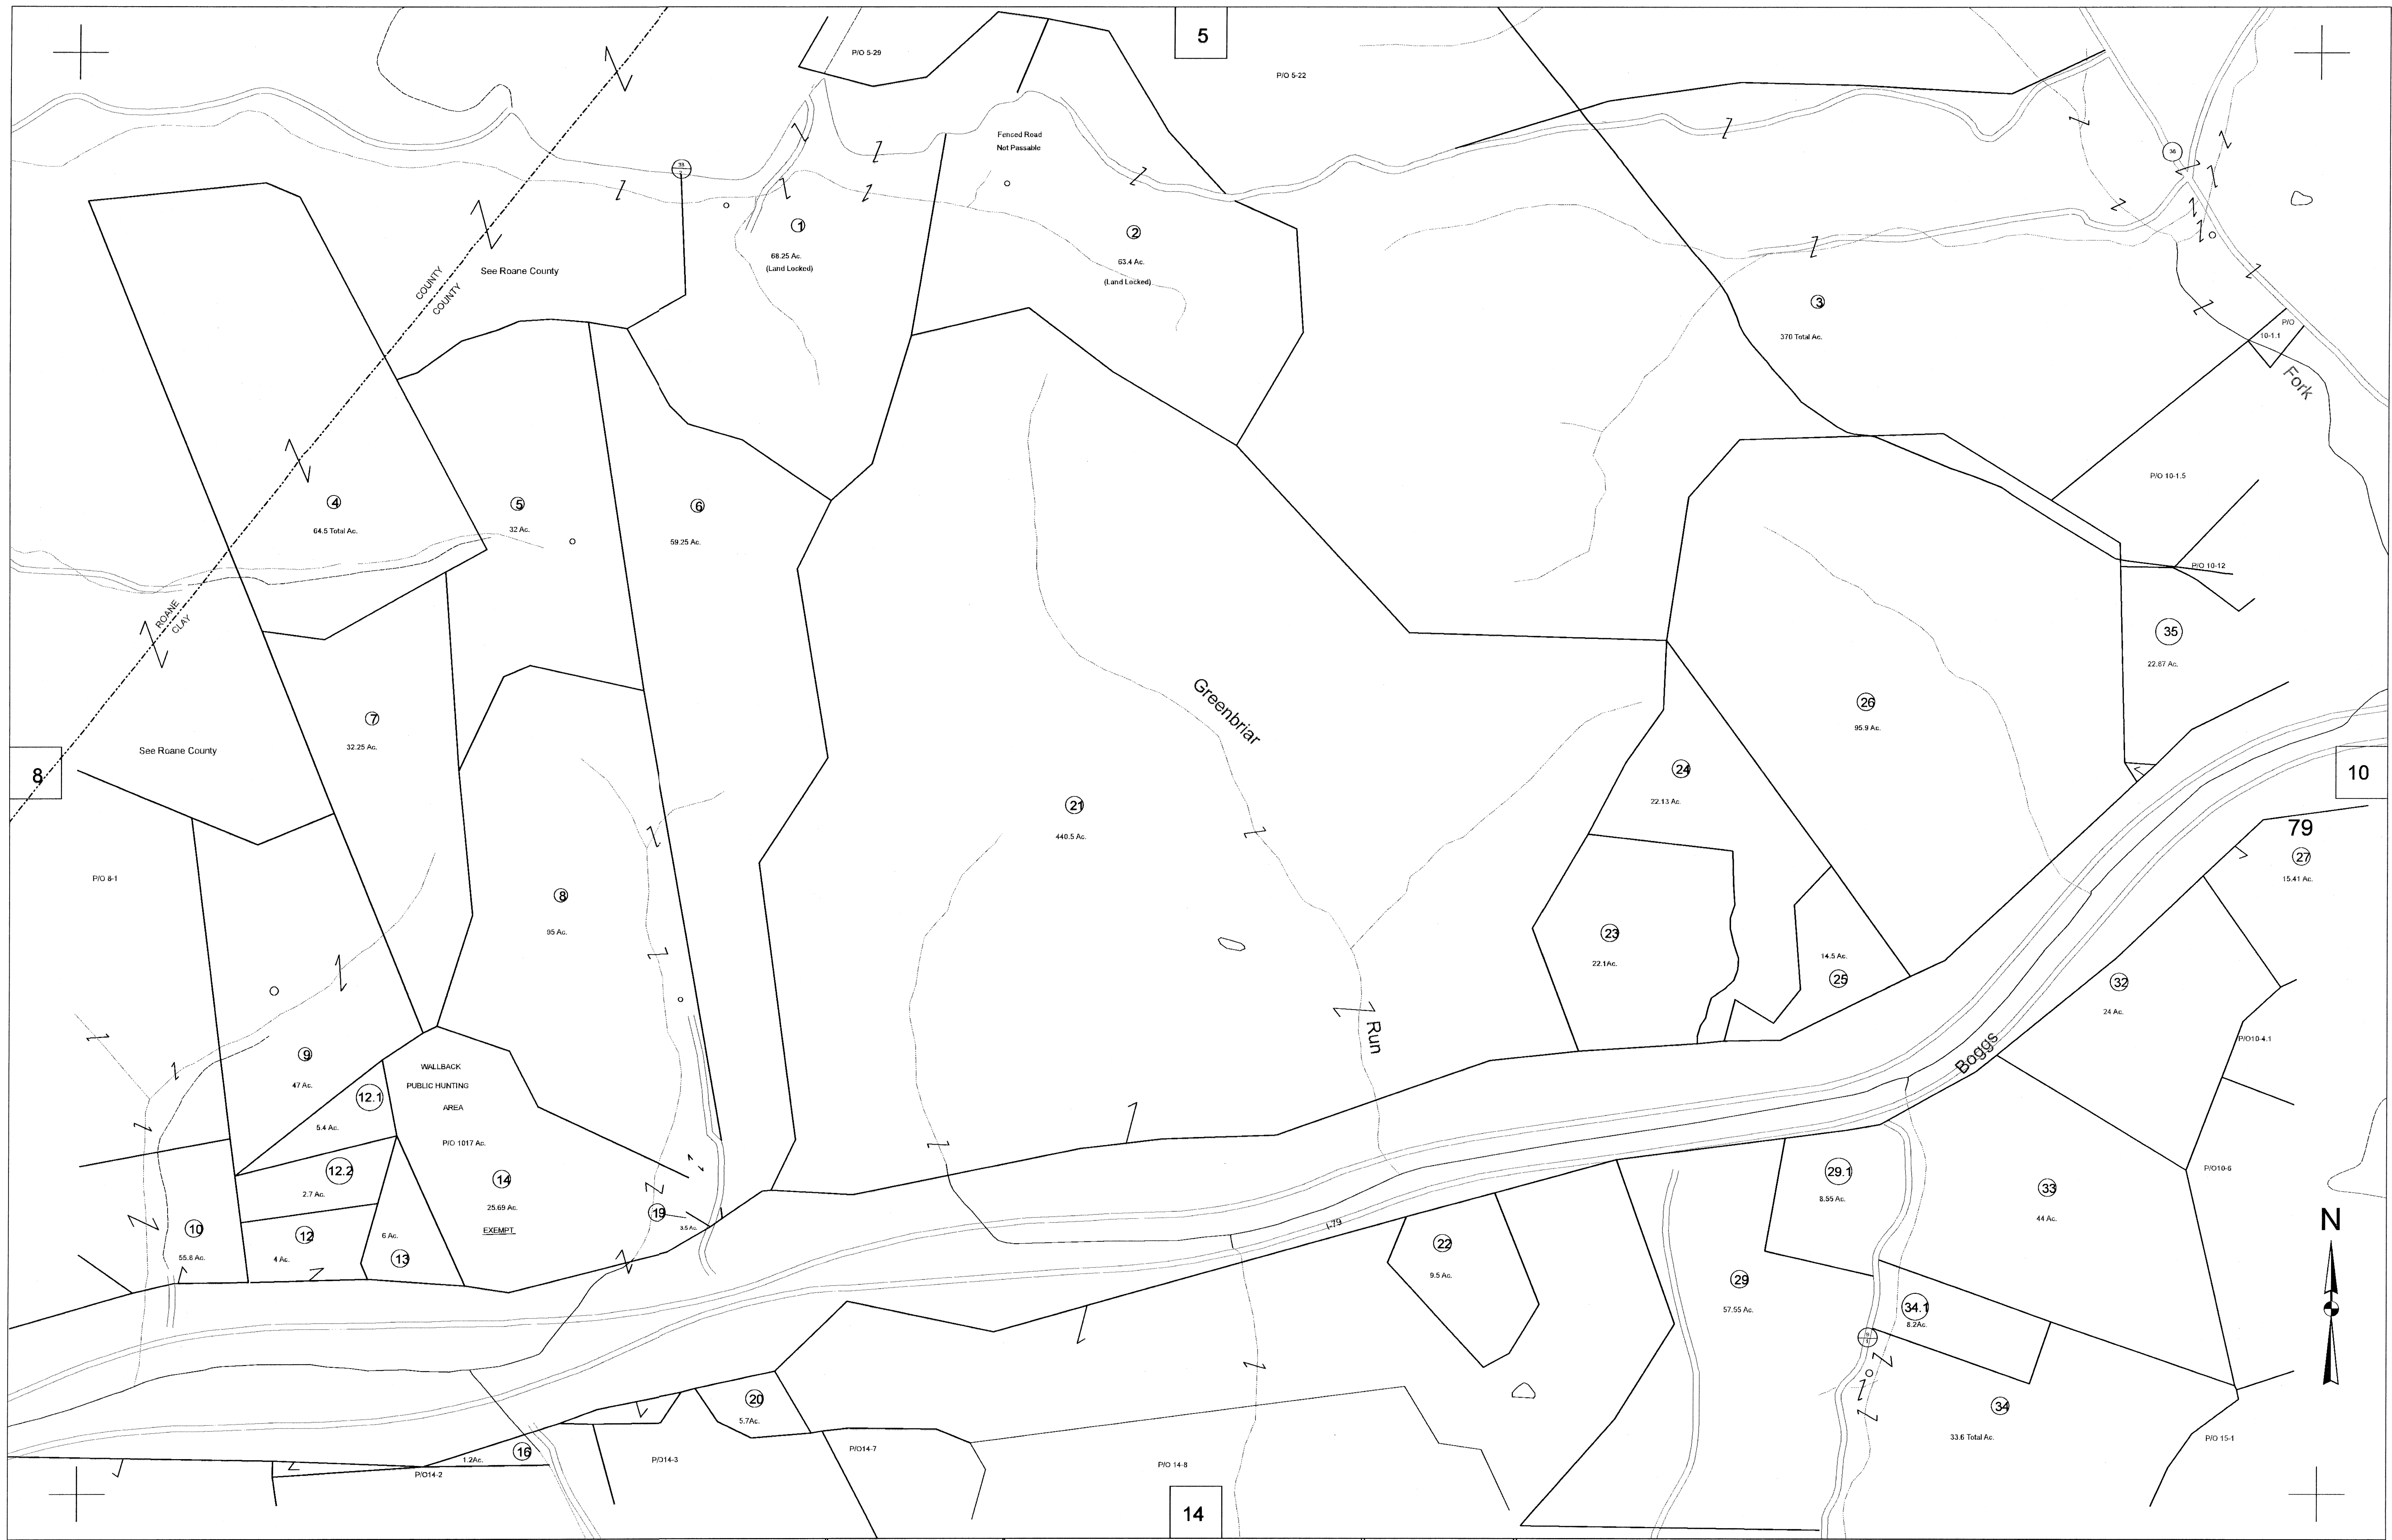 5
P/O 5-29
P/O 5-22
Fenced Road
Not Passable
38
38
1
68.25 Ac.
(Land Locked)
2
63.4 Ac.
(Land Locked)
See Roane County
COUNTY
COUNTY
3
370 Total Ac.
P/O
10-1.1
Fork
4
64.5 Total Ac.
5
32 Ac.
6
59.25 Ac.
P/O 10-1.5
P/O 10-12
ROANE
CLAY
35
22.87 Ac.
Greenbriar
26
95.9 Ac.
7
32.25 Ac.
See Roane County
8
24
22.13 Ac.
10
21
440.5 Ac.
79
27
15.41 Ac.
P/O 8-1
8
95 Ac.
23
22.1Ac.
14.5 Ac.
25
32
24 Ac.
Run
Boggs
P/O10-4.1
9
47 Ac.
WALLBACK
PUBLIC HUNTING
AREA
12.1
5.4 Ac.
P/O 1017 Ac.
12.2
2.7 Ac.
14
25.69 Ac.
EXEMPT
29.1
8.55 Ac.
33
44 Ac.
P/O10-6
19
3.5 Ac.
I-79
N
10
55.8 Ac.
12
4 Ac.
6 Ac.
13
22
9.5 Ac.
29
57.55 Ac.
34.1
8.2Ac.
20
5.7Ac.
34
33.6 Total Ac.
P/O 15-1
16
1.2Ac.
P/O14-2
P/O14-3
P/O14-7
P/O 14-8
14